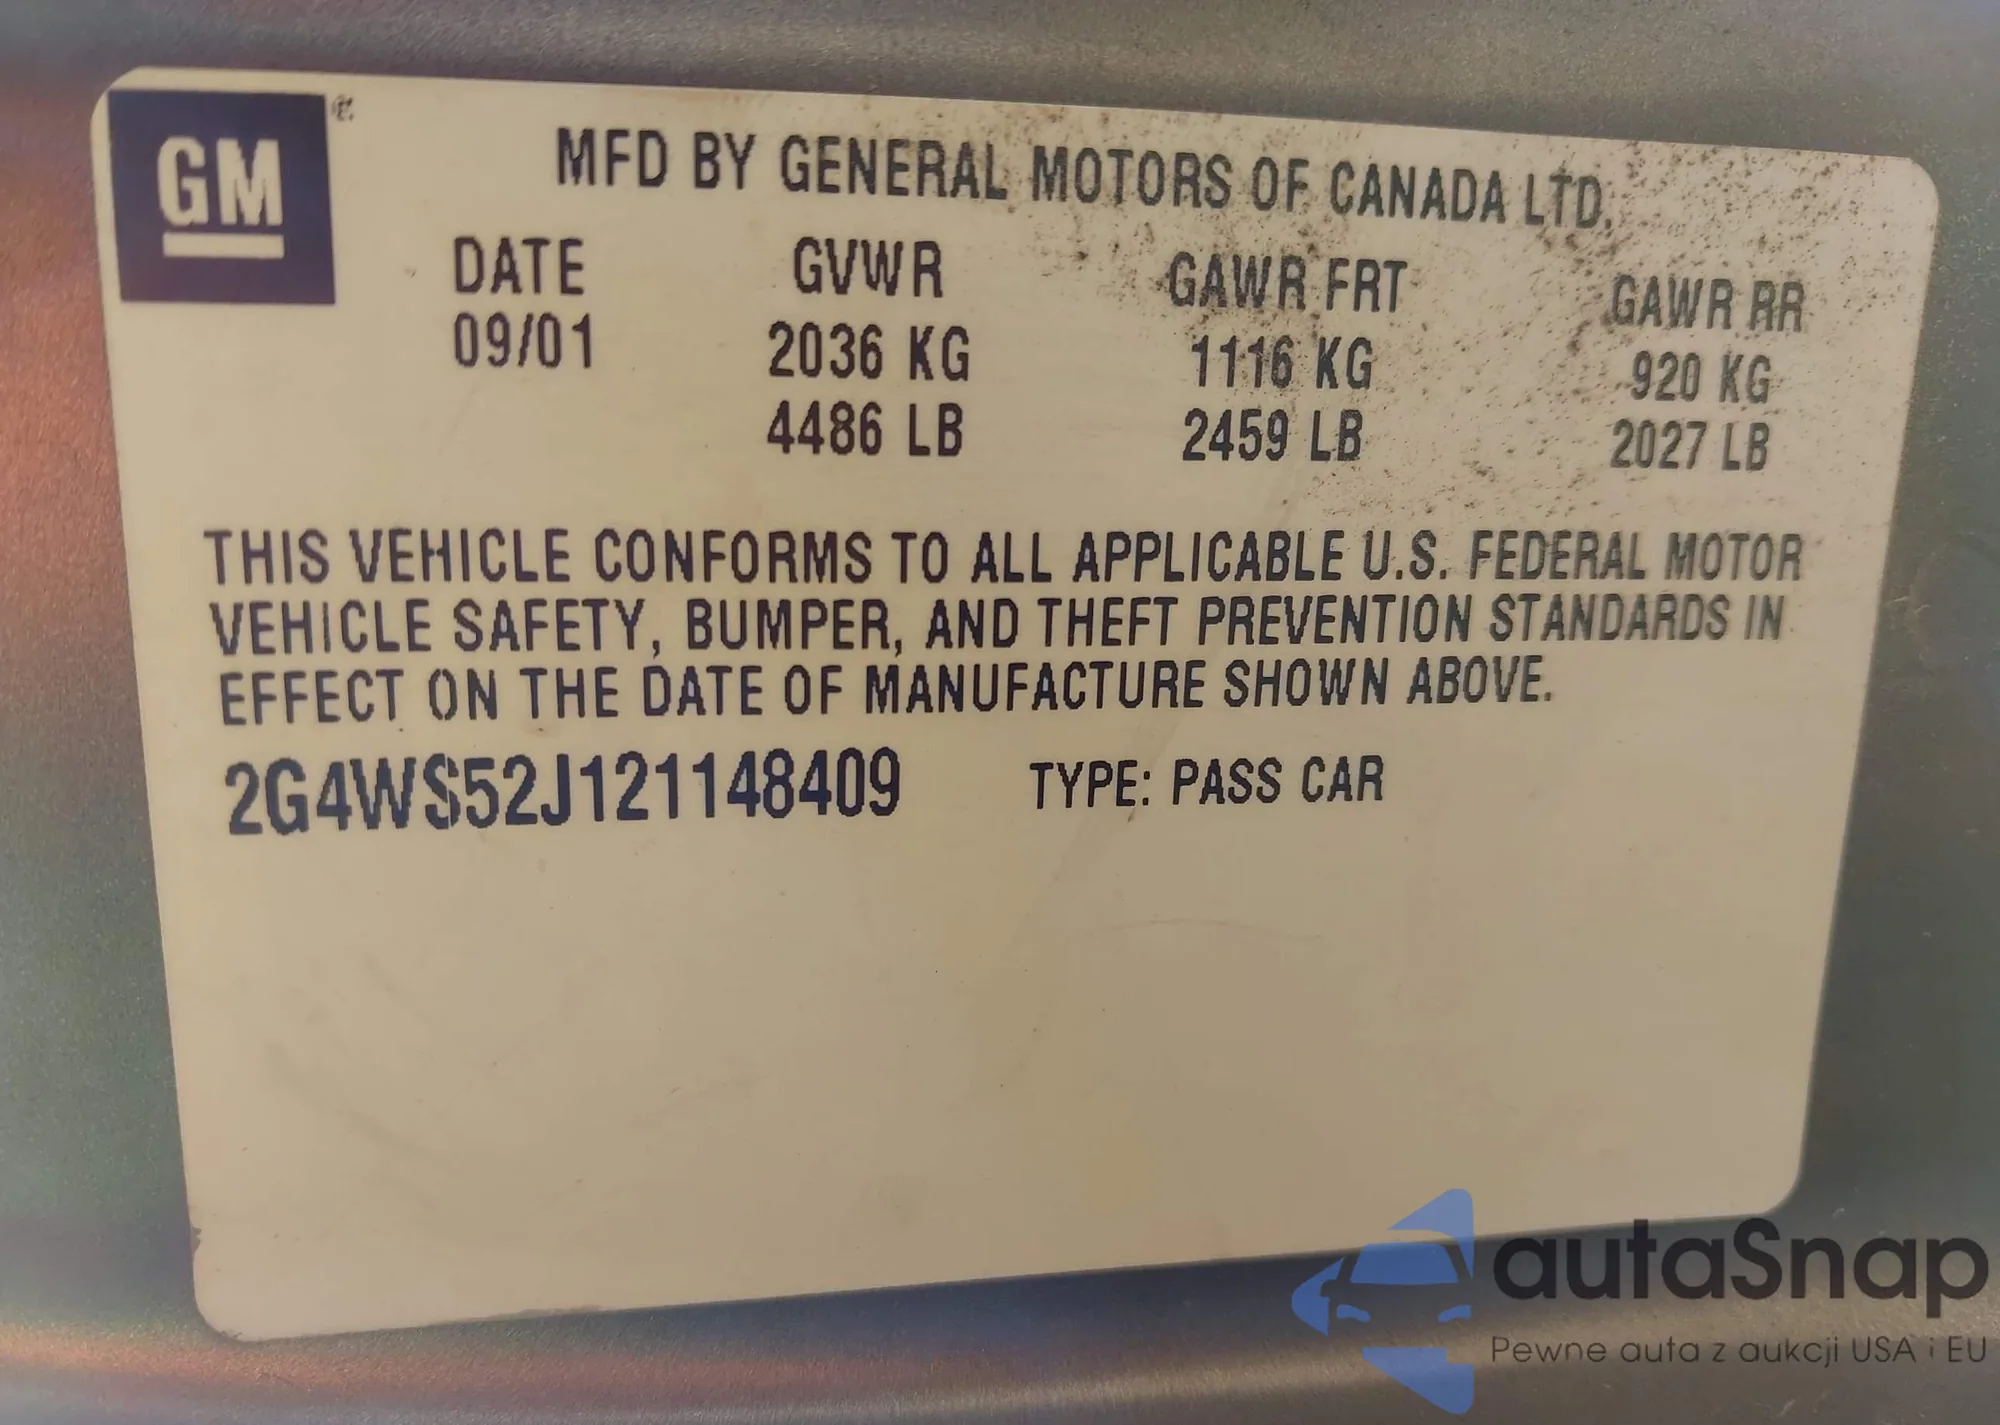 GM
MFD BY GENERAL MOTORS OF CANADA LTD.
DATE GVWR GAWR FRT GAWR RR
09/01 2036 KG 1116 KG 920 KG
4486 LB 2459 LB 2027 LB
THIS VEHICLE CONFORMS TO ALL APPLICABLE U.S. FEDERAL MOTOR
VEHICLE SAFETY, BUMPER, AND THEFT PREVENTION STANDARDS IN
EFFECT ON THE DATE OF MANUFACTURE SHOWN ABOVE.
2G4WS52J121148409 TYPE: PASS CAR
autaSnap
Pewne auta z aukcji USA i EU